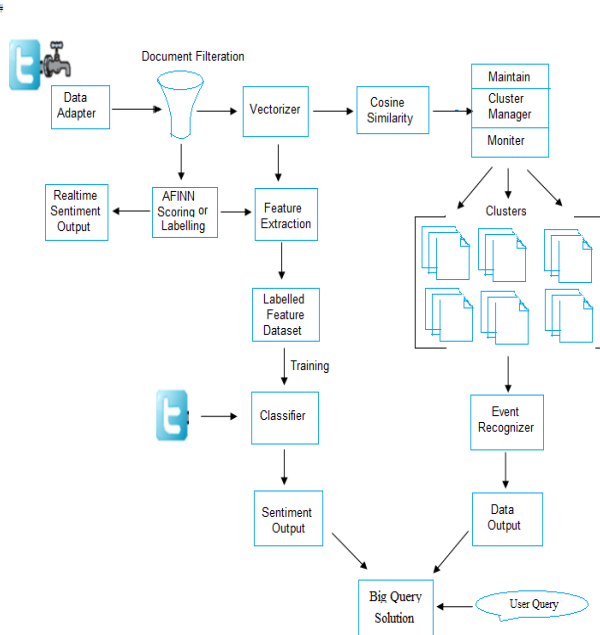 Document Filteration
Data
Adapter
Vectorizer
Cosine
Similarity
Maintain
Cluster
Manager
Moniter
Realtime
Sentiment
Output
AFINN
Scoring or
Labelling
Feature
Extraction
Clusters
Labelled
Feature
Dataset
Training
Classifier
Event
Recognizer
Sentiment
Output
Data
Output
Big Query
Solution
User Query